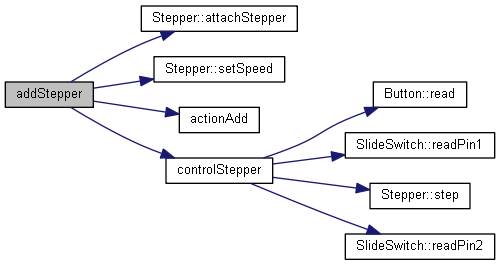 Stepper::attachStepper
Stepper::setSpeed
addStepper
Button::read
actionAdd
SlideSwitch::readPin1
controlStepper
Stepper::step
SlideSwitch::readPin2